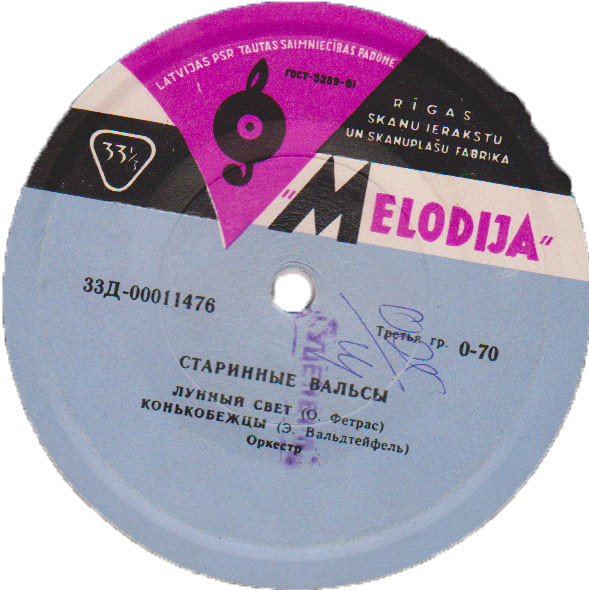 LATVIJAS PSR TAUTAS SAIMNIECĪBAS PADOME
ГОСТ-5289-61
RĪGAS
SKAŅU IERAKSTU
UN SKAŅUPLAŠU FABRIKA
33⅓
"MELODIJA"
33Д-00011476
Третья гр. 0-70
СТАРИННЫЕ ВАЛЬСЫ
ЛУННЫЙ СВЕТ (О. Фетрас)
КОНЬКОБЕЖЦЫ (Э. Вальдтейфель)
Оркестр